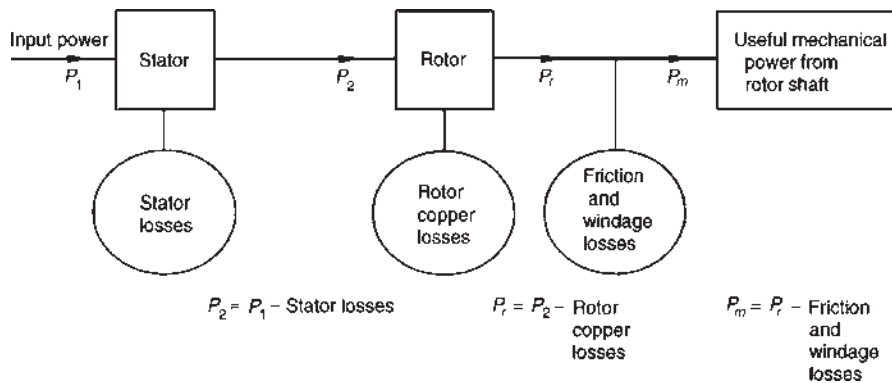 Input power
P₁
Stator
P₂
Rotor
Pᵣ
Pₘ
Useful mechanical
power from
rotor shaft
Stator
losses
Rotor
copper
losses
Friction
and
windage
losses
P₂ = P₁ − Stator losses
Pᵣ = P₂ − Rotor
copper
losses
Pₘ = Pᵣ − Friction
and
windage
losses